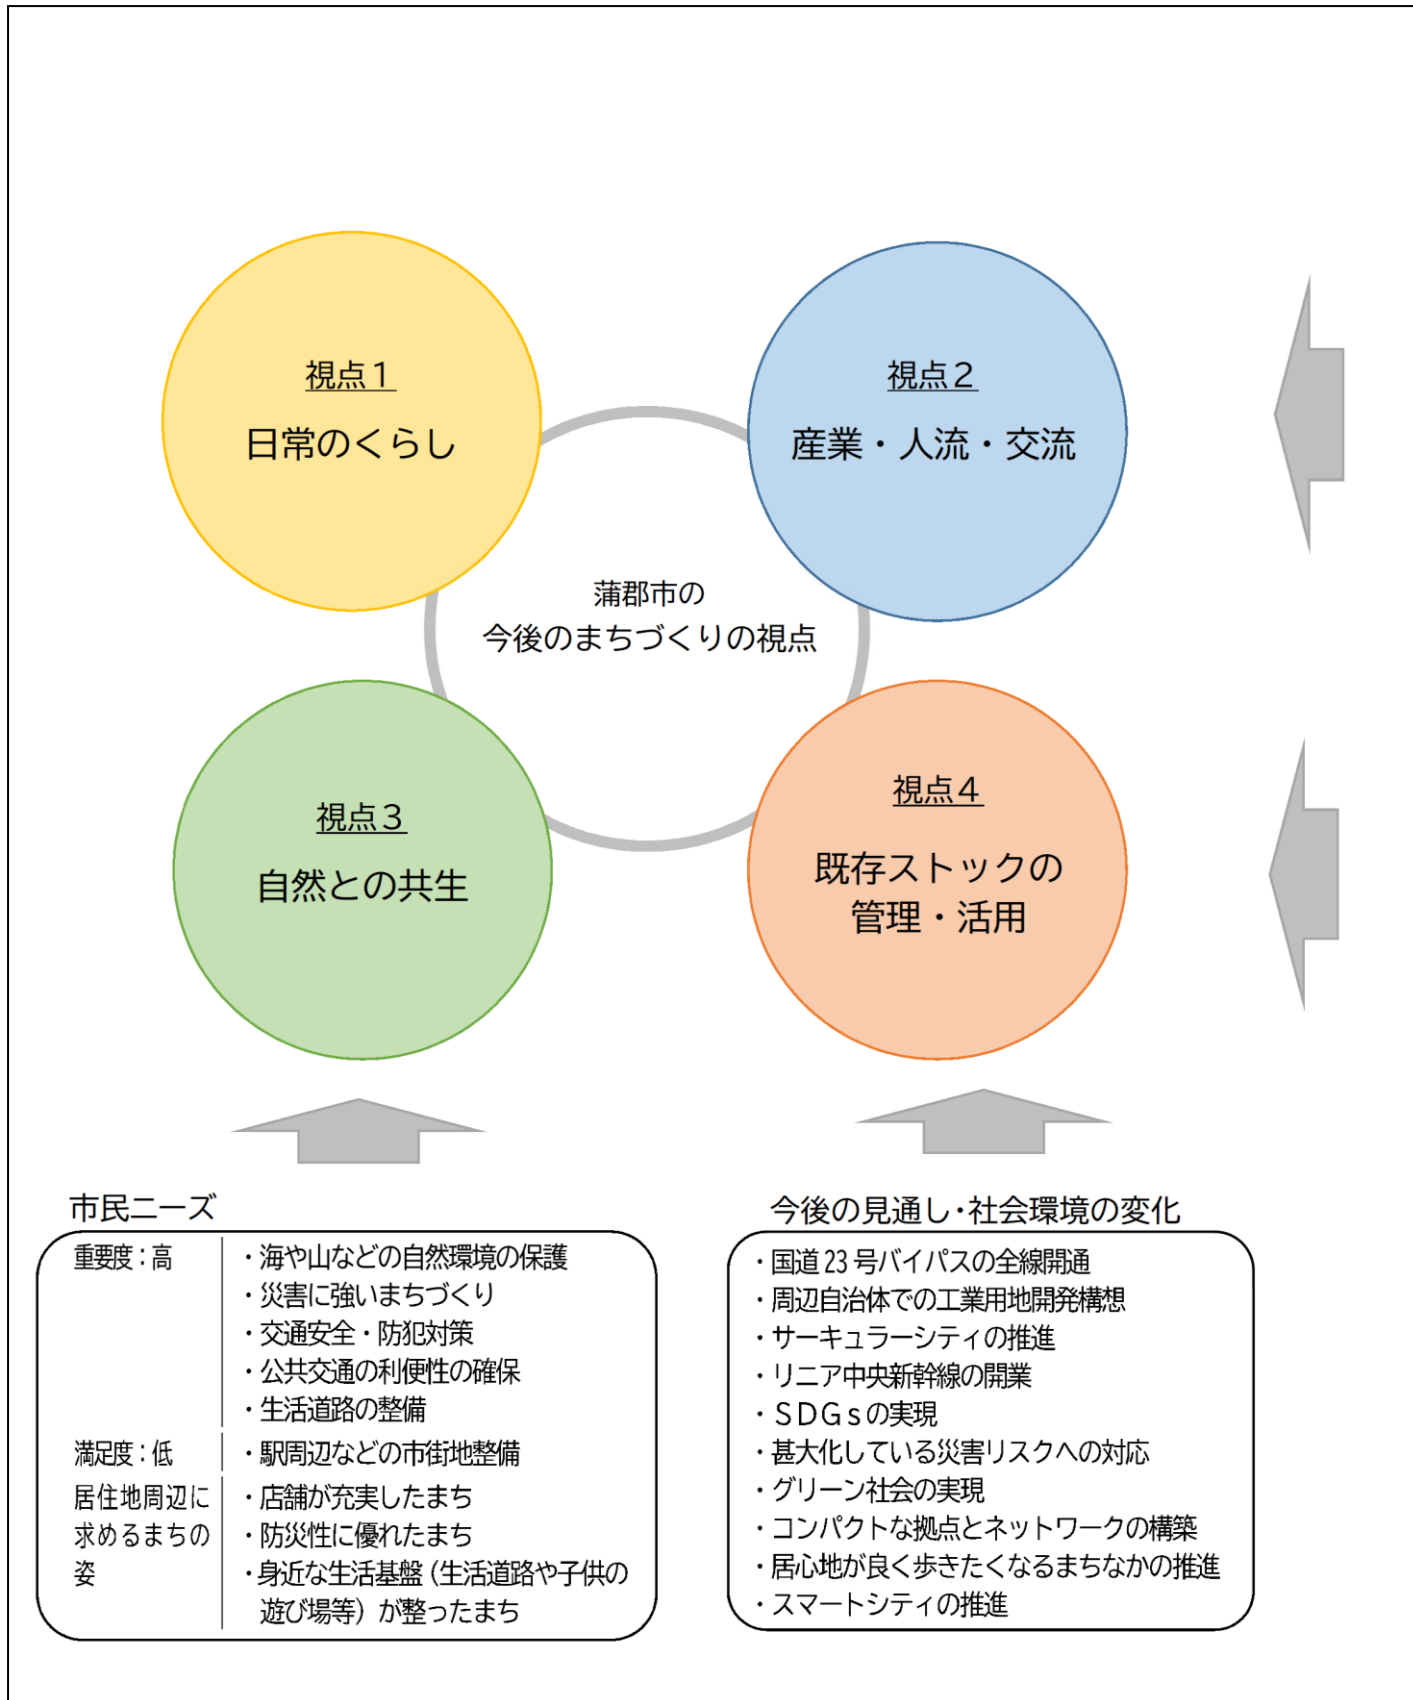 視点１
日常のくらし
視点２
産業・人流・交流
蒲郡市の
今後のまちづくりの視点
視点３
自然との共生
視点４
既存ストックの
管理・活用
市民ニーズ
重要度：高
・海や山などの自然環境の保護
・災害に強いまちづくり
・交通安全・防犯対策
・公共交通の利便性の確保
・生活道路の整備
満足度：低
・駅周辺などの市街地整備
居住地周辺に
求めるまちの
姿
・店舗が充実したまち
・防災性に優れたまち
・身近な生活基盤（生活道路や子供の
遊び場等）が整ったまち
今後の見通し・社会環境の変化
・国道23号バイパスの全線開通
・周辺自治体での工業用地開発構想
・サーキュラーシティの推進
・リニア中央新幹線の開業
・ＳＤＧｓの実現
・甚大化している災害リスクへの対応
・グリーン社会の実現
・コンパクトな拠点とネットワークの構築
・居心地が良く歩きたくなるまちなかの推進
・スマートシティの推進